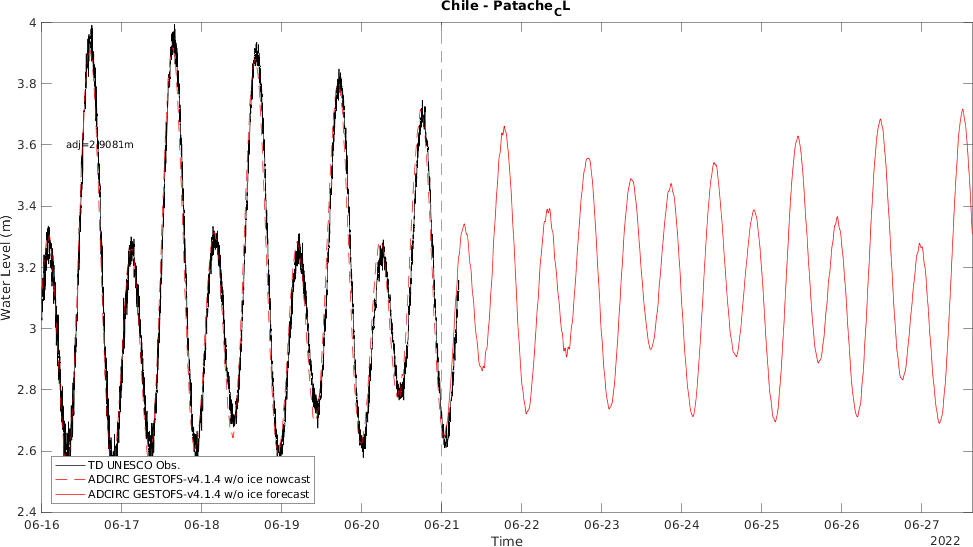 Chile - Patache_CL
4
3.8
3.6
3.4
3.2
3
2.8
2.6
2.4
Water Level (m)
adj=2.9081m
TD UNESCO Obs.
ADCIRC GESTOFS-v4.1.4 w/o ice nowcast
ADCIRC GESTOFS-v4.1.4 w/o ice forecast
06-16 06-17 06-18 06-19 06-20 06-21 06-22 06-23 06-24 06-25 06-26 06-27
Time
2022